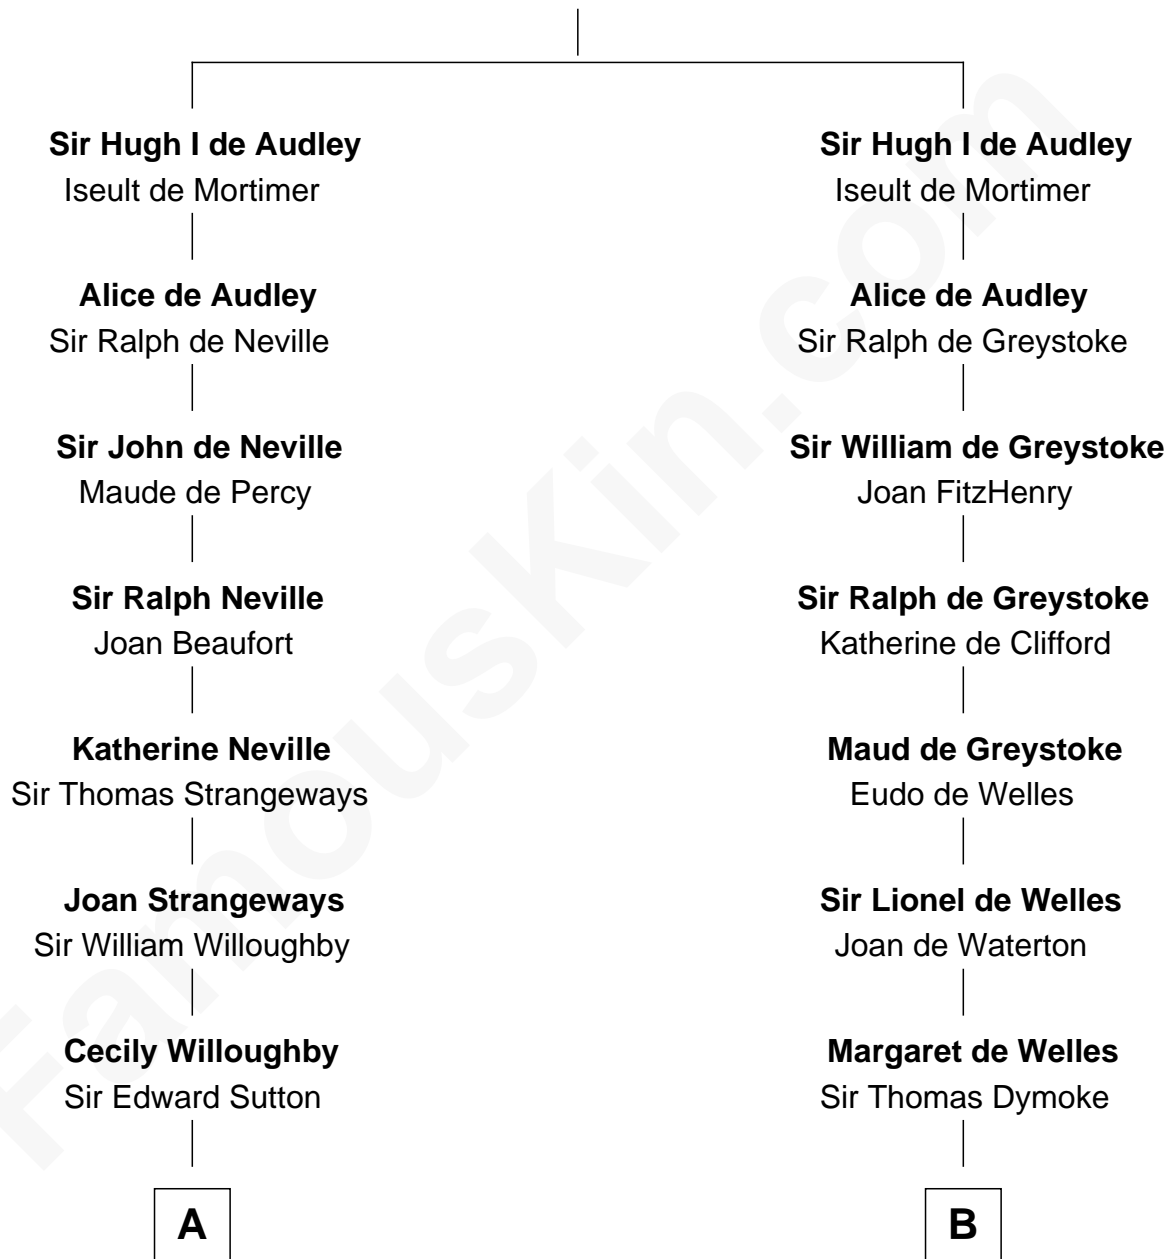 Sir Hugh I de Audley
Iseult de Mortimer
Alice de Audley
Sir Ralph de Neville
Sir John de Neville
Maude de Percy
Sir Ralph Neville
Joan Beaufort
Katherine Neville
Sir Thomas Strangeways
Joan Strangeways
Sir William Willoughby
Cecily Willoughby
Sir Edward Sutton
A
Sir Hugh I de Audley
Iseult de Mortimer
Alice de Audley
Sir Ralph de Greystoke
Sir William de Greystoke
Joan FitzHenry
Sir Ralph de Greystoke
Katherine de Clifford
Maud de Greystoke
Eudo de Welles
Sir Lionel de Welles
Joan de Waterton
Margaret de Welles
Sir Thomas Dymoke
B
FamousKin.com